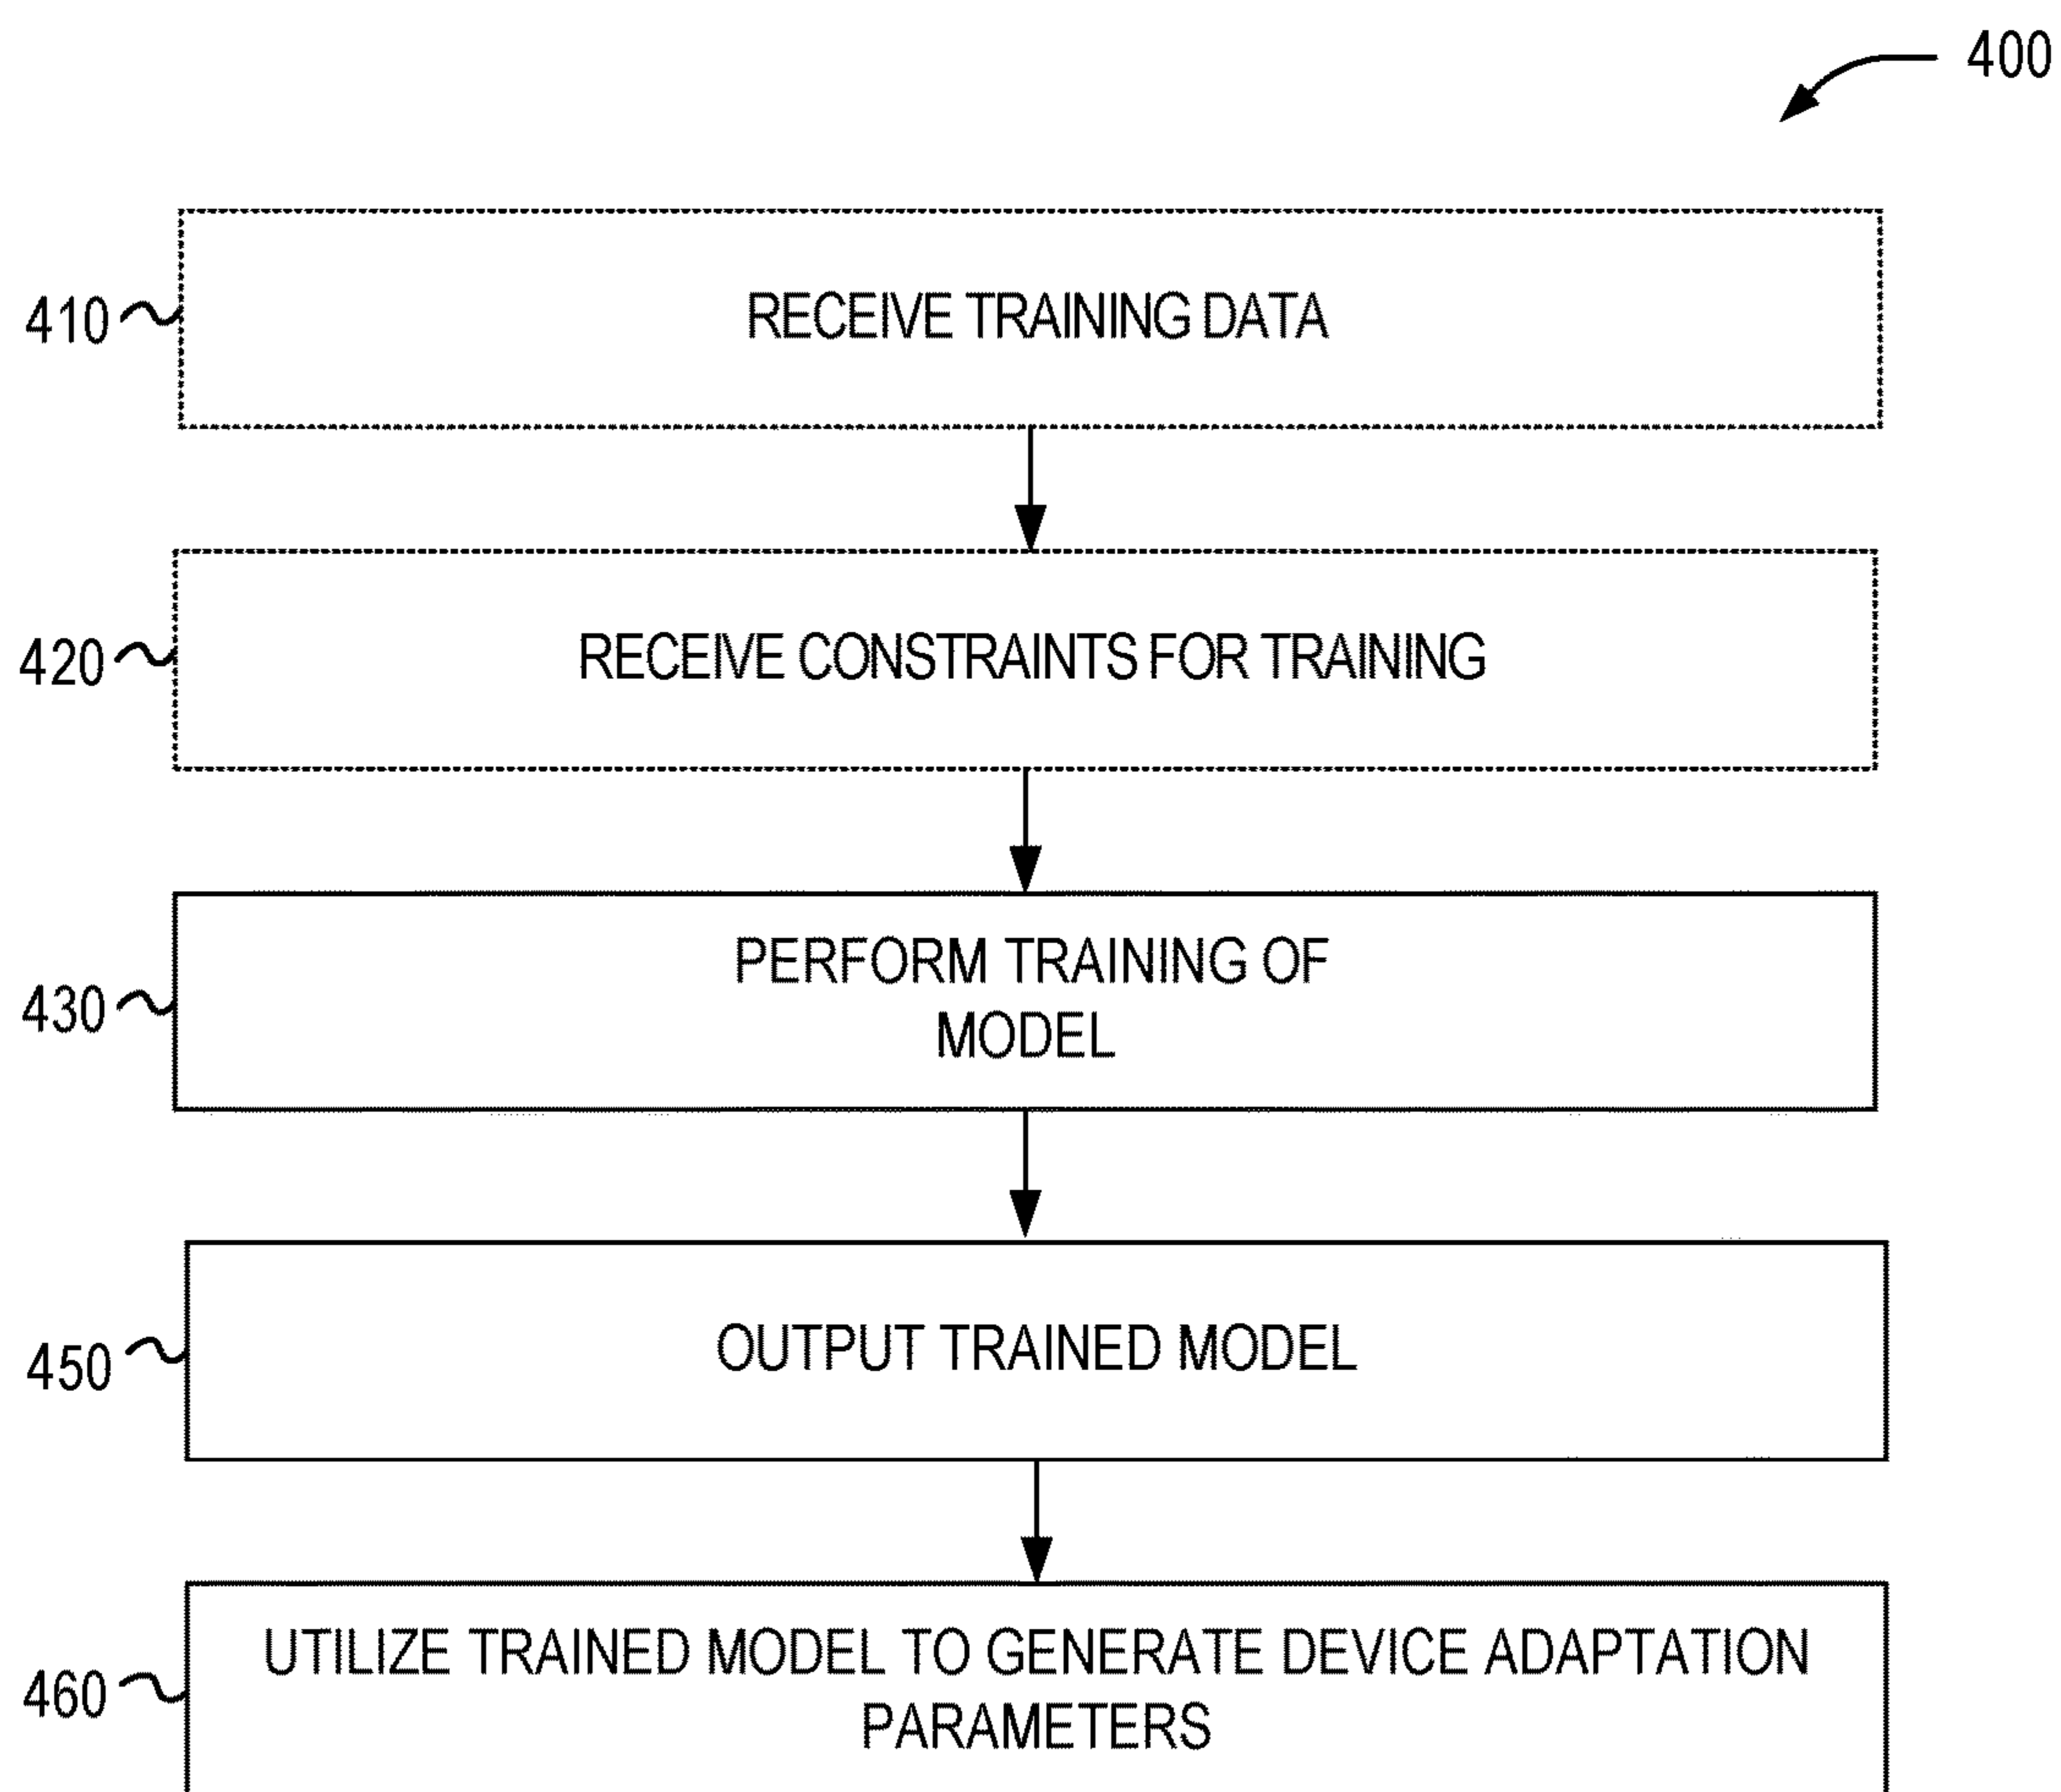 400
410
RECEIVE TRAINING DATA
420
RECEIVE CONSTRAINTS FOR TRAINING
430
PERFORM TRAINING OF
MODEL
450
OUTPUT TRAINED MODEL
460
UTILIZE TRAINED MODEL TO GENERATE DEVICE ADAPTATION
PARAMETERS